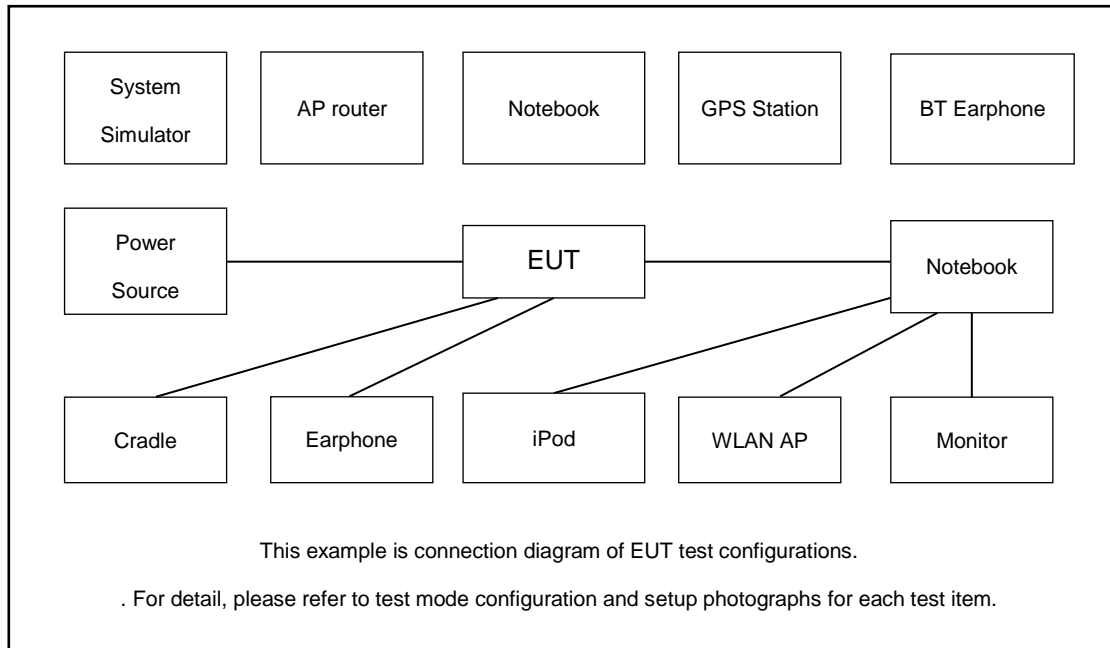 System
Simulator
AP router
Notebook
GPS Station
BT Earphone
Power
Source
EUT
Notebook
Cradle
Earphone
iPod
WLAN AP
Monitor
This example is connection diagram of EUT test configurations.
. For detail, please refer to test mode configuration and setup photographs for each test item.